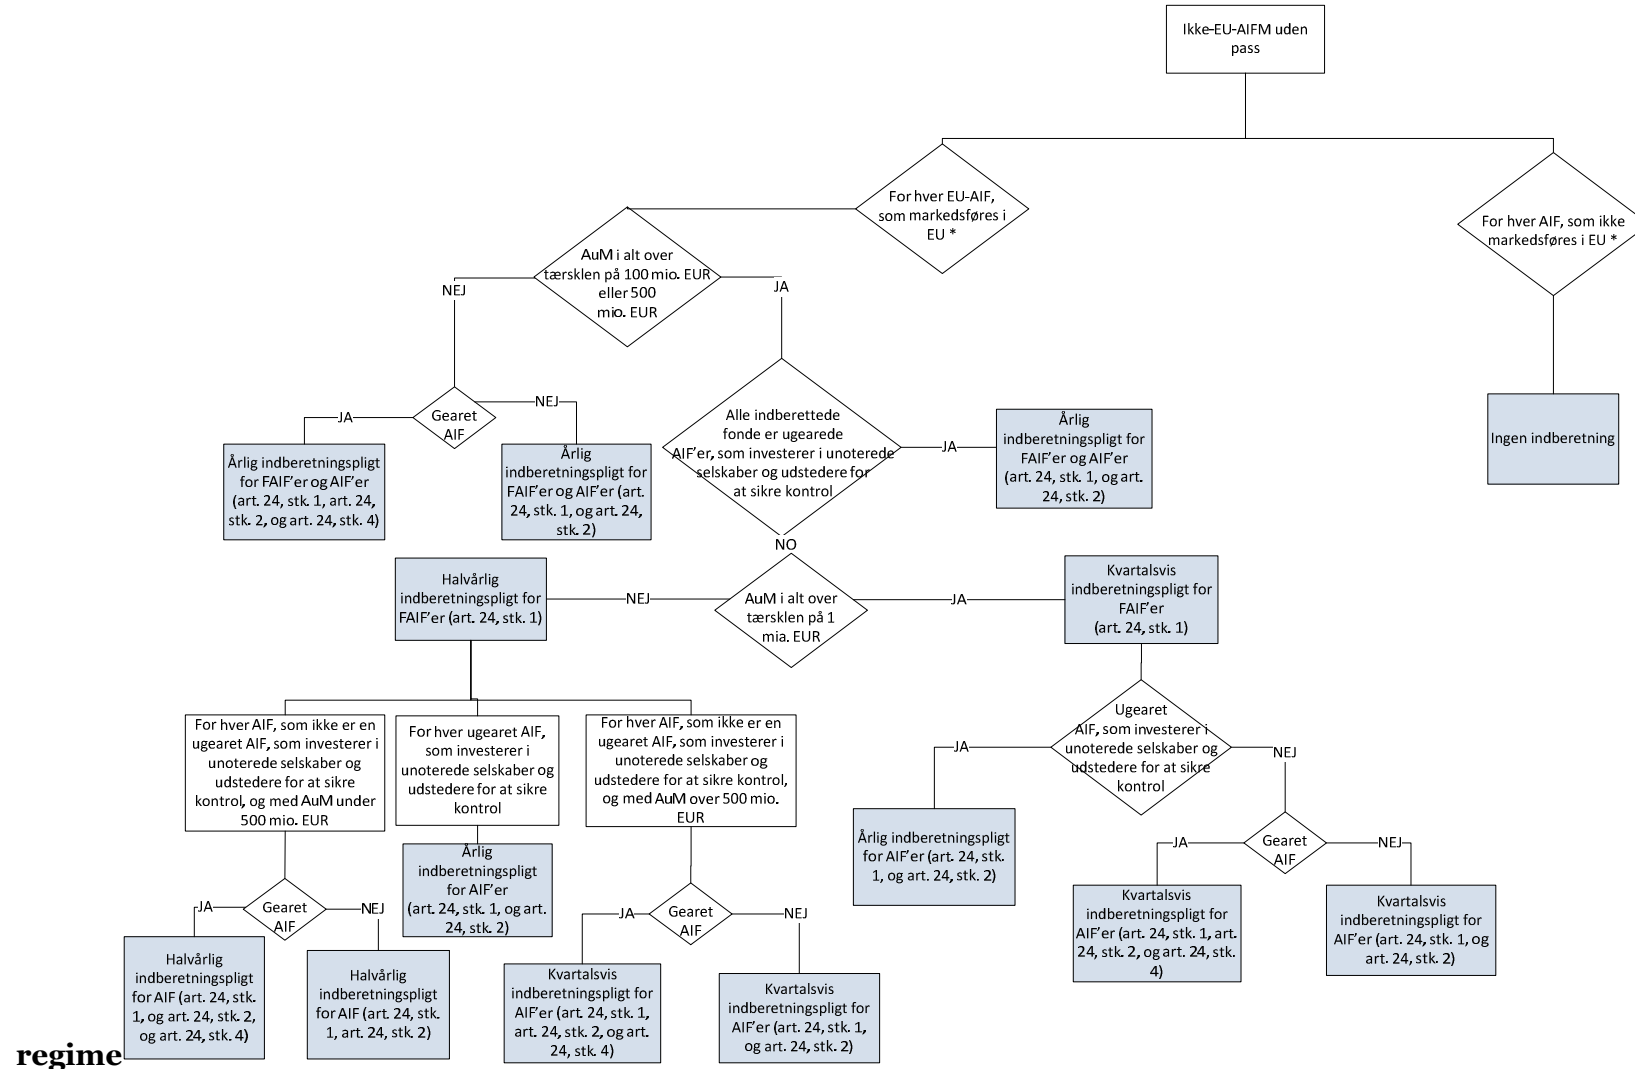 Ikke-EU-AIFM uden
pass
For hver EU-AIF,
som markedsføres i
EU *
For hver AIF, som ikke
markedsføres i EU *
AuM i alt over
tærsklen på 100 mio. EUR
eller 500
mio. EUR
NEJ
JA
Gearet
AIF
JA
NEJ
Årlig indberetningspligt
for FAIF'er og AIF'er
(art. 24, stk. 1, art. 24,
stk. 2, og art. 24, stk. 4)
Årlig
indberetningspligt for
FAIF'er og AIF'er (art.
24, stk. 1, og art. 24,
stk. 2)
Alle indberettede
fonde er ugearede
AIF'er, som investerer i unoterede
selskaber og udstedere for
at sikre kontrol
JA
Årlig
indberetningspligt for
FAIF'er og AIF'er
(art. 24, stk. 1, og art.
24, stk. 2)
Ingen indberetning
NO
Halvårlig
indberetningspligt for
FAIF'er (art. 24, stk. 1)
NEJ
AuM i alt over
tærsklen på 1
mia. EUR
JA
Kvartalsvis
indberetningspligt for
FAIF'er
(art. 24, stk. 1)
For hver AIF, som ikke er en
ugearet AIF, som investerer i
unoterede selskaber og
udstedere for at sikre
kontrol, og med AuM under
500 mio. EUR
For hver ugearet AIF,
som investerer i
unoterede selskaber og
udstedere for at sikre
kontrol
For hver AIF, som ikke er en
ugearet AIF, som investerer i
unoterede selskaber og
udstedere for at sikre kontrol,
og med AuM over 500 mio.
EUR
Ugearet
AIF, som investerer i
unoterede selskaber og
udstedere for at sikre
kontrol
JA
NEJ
Årlig indberetningspligt
for AIF'er (art. 24, stk.
1, og art. 24, stk. 2)
Gearet
AIF
JA
NEJ
Årlig
indberetningspligt
for AIF'er
(art. 24, stk. 1, og art.
24, stk. 2)
Gearet
AIF
JA
NEJ
Gearet
AIF
JA
NEJ
Kvartalsvis
indberetningspligt for
AIF'er (art. 24, stk. 1, art.
24, stk. 2, og art. 24, stk.
4)
Kvartalsvis
indberetningspligt for
AIF'er (art. 24, stk. 1, og
art. 24, stk. 2)
Halvårlig
indberetningspligt
for AIF (art. 24, stk.
1, og art. 24, stk. 2,
og art. 24, stk. 4)
Halvårlig
indberetningspligt
for AIF (art. 24, stk.
1, art. 24, stk. 2)
Kvartalsvis
indberetningspligt for
AIF'er (art. 24, stk. 1,
art. 24, stk. 2, og art.
24, stk. 4)
Kvartalsvis
indberetningspligt for
AIF'er (art. 24, stk. 1,
og art. 24, stk. 2)
regime